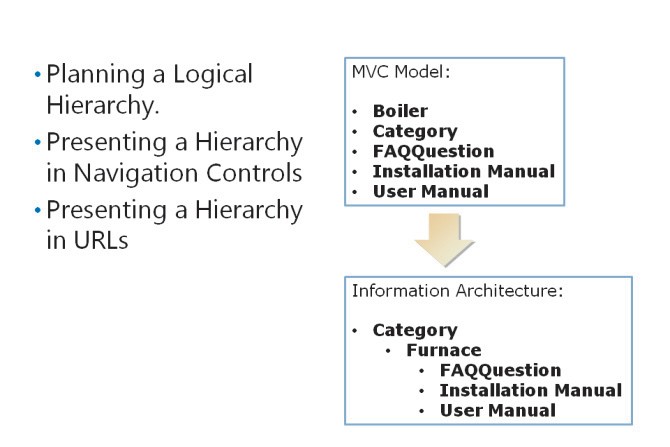 • Planning a Logical
Hierarchy.
• Presenting a Hierarchy
in Navigation Controls
• Presenting a Hierarchy
in URLs
MVC Model:
• Boiler
• Category
• FAQQuestion
• Installation Manual
• User Manual
Information Architecture:
• Category
• Furnace
• FAQQuestion
• Installation Manual
• User Manual